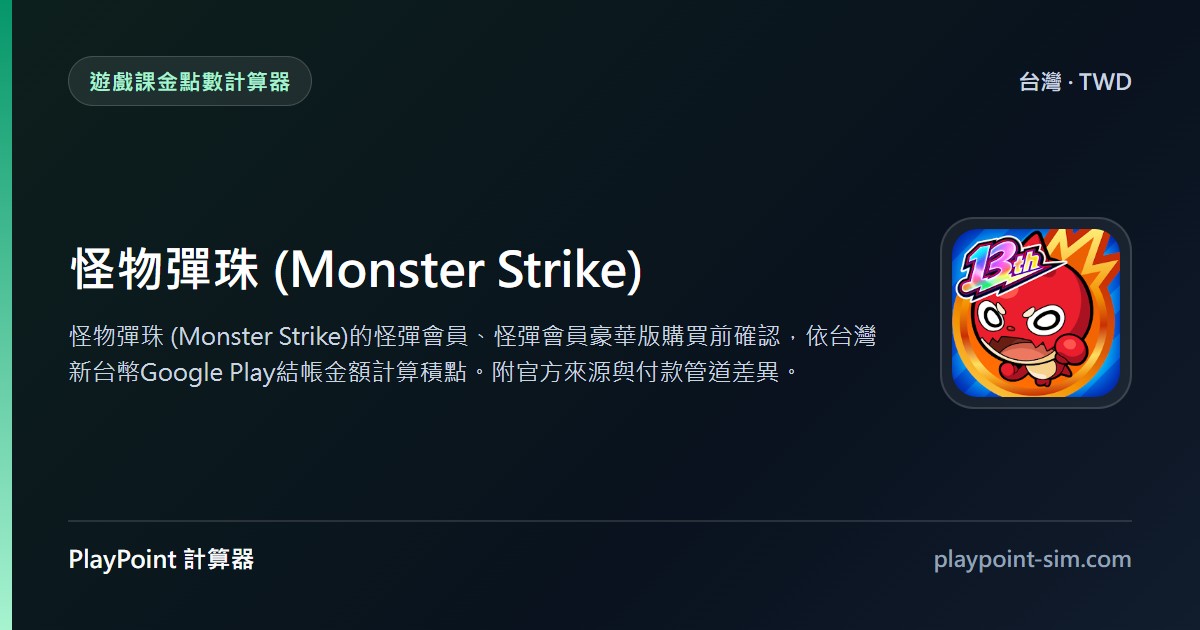 遊戲課金點數計算器
台灣 · TWD
怪物彈珠 (Monster Strike)
13th
怪物彈珠 (Monster Strike)的怪彈會員、怪彈會員豪華版購買前確認，依台灣
新台幣Google Play結帳金額計算積點。附官方來源與付款管道差異。
PlayPoint 計算器
playpoint-sim.com